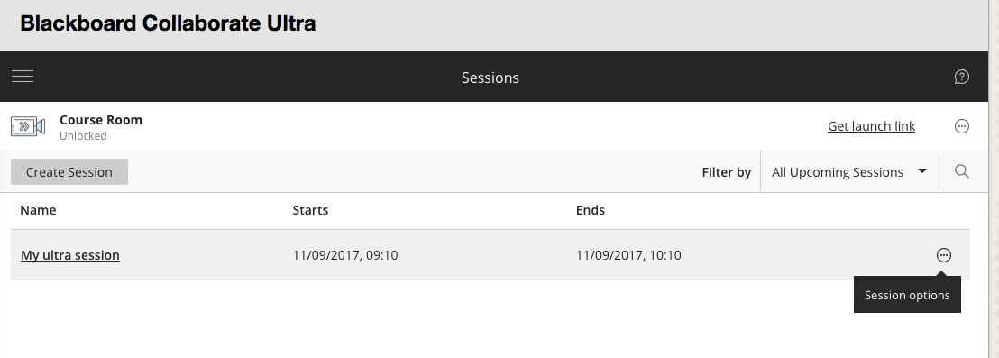 Blackboard Collaborate Ultra
Sessions
Course Room
Unlocked
Get launch link
Create Session
Filter by
All Upcoming Sessions
Name
Starts
Ends
My ultra session
11/09/2017, 09:10
11/09/2017, 10:10
Session options